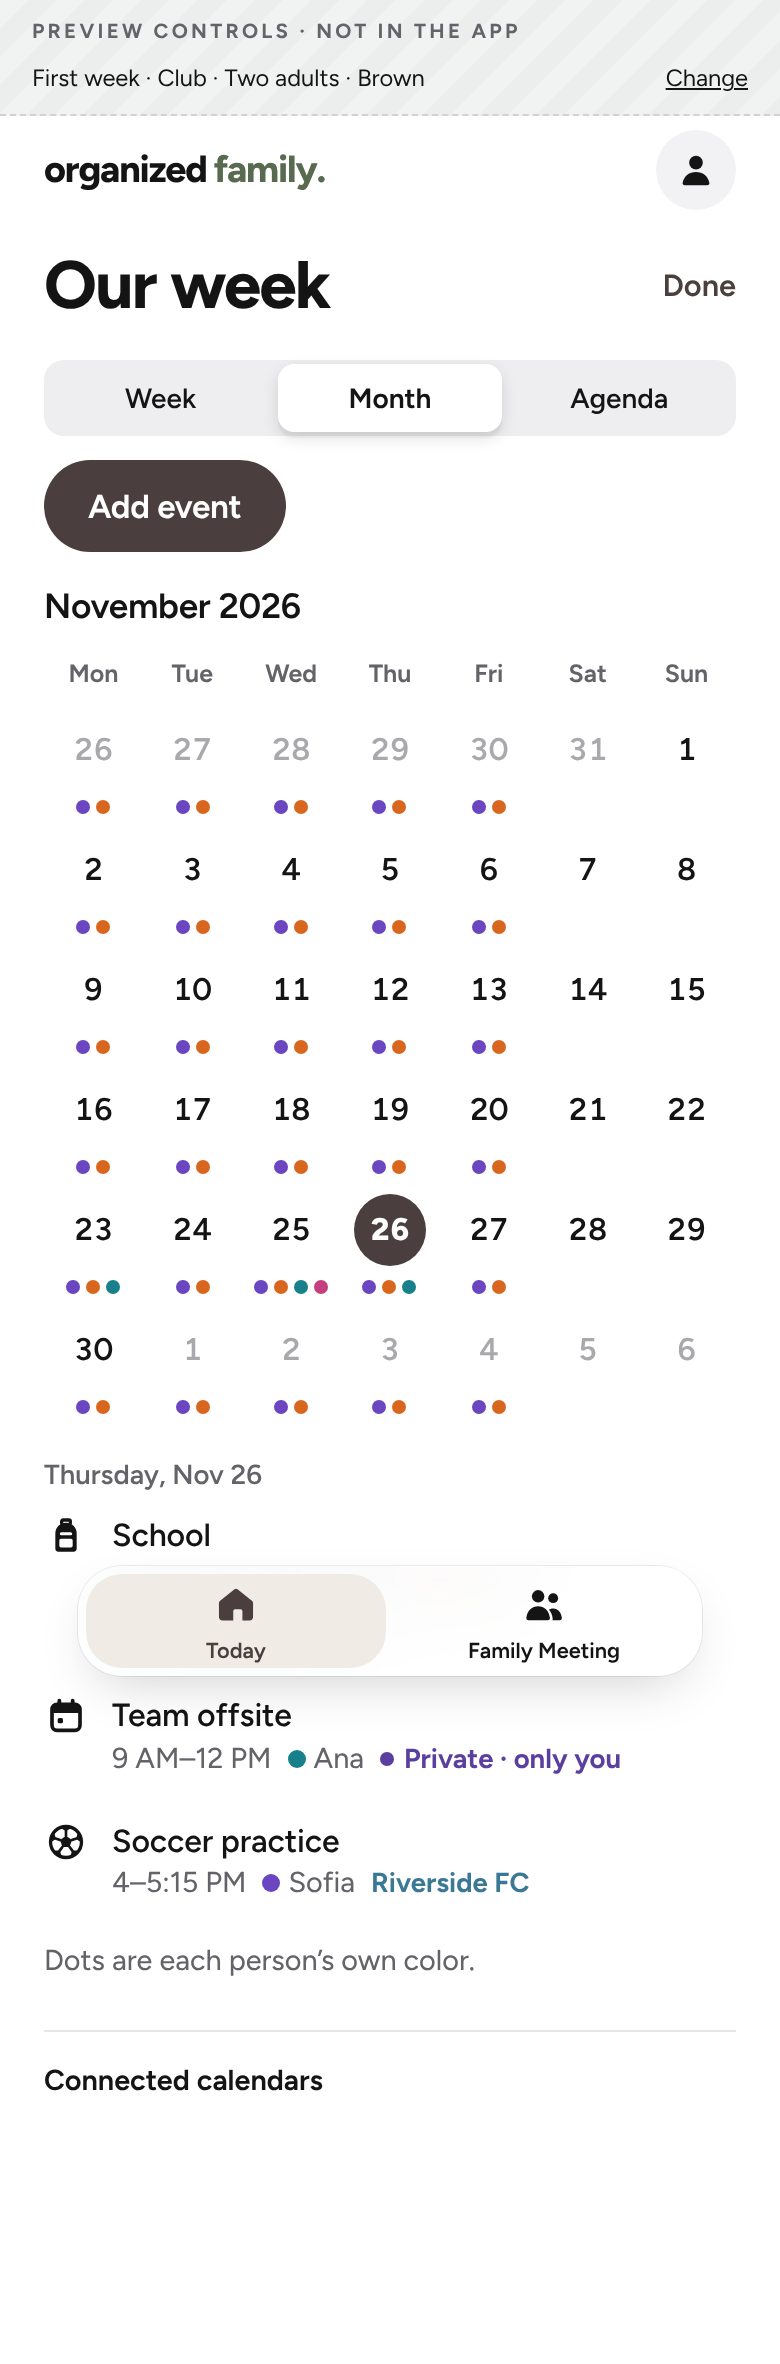 PREVIEW CONTROLS · NOT IN THE APP
First week · Club · Two adults · Brown Change
organized family.
Our week Done
Week Month Agenda
Add event
November 2026
Mon Tue Wed Thu Fri Sat Sun
26 27 28 29 30 31 1
2 3 4 5 6 7 8
9 10 11 12 13 14 15
16 17 18 19 20 21 22
23 24 25 26 27 28 29
30 1 2 3 4 5 6
Thursday, Nov 26
School
Today Family Meeting
Team offsite
9 AM–12 PM Ana Private · only you
Soccer practice
4–5:15 PM Sofia Riverside FC
Dots are each person’s own color.
Connected calendars